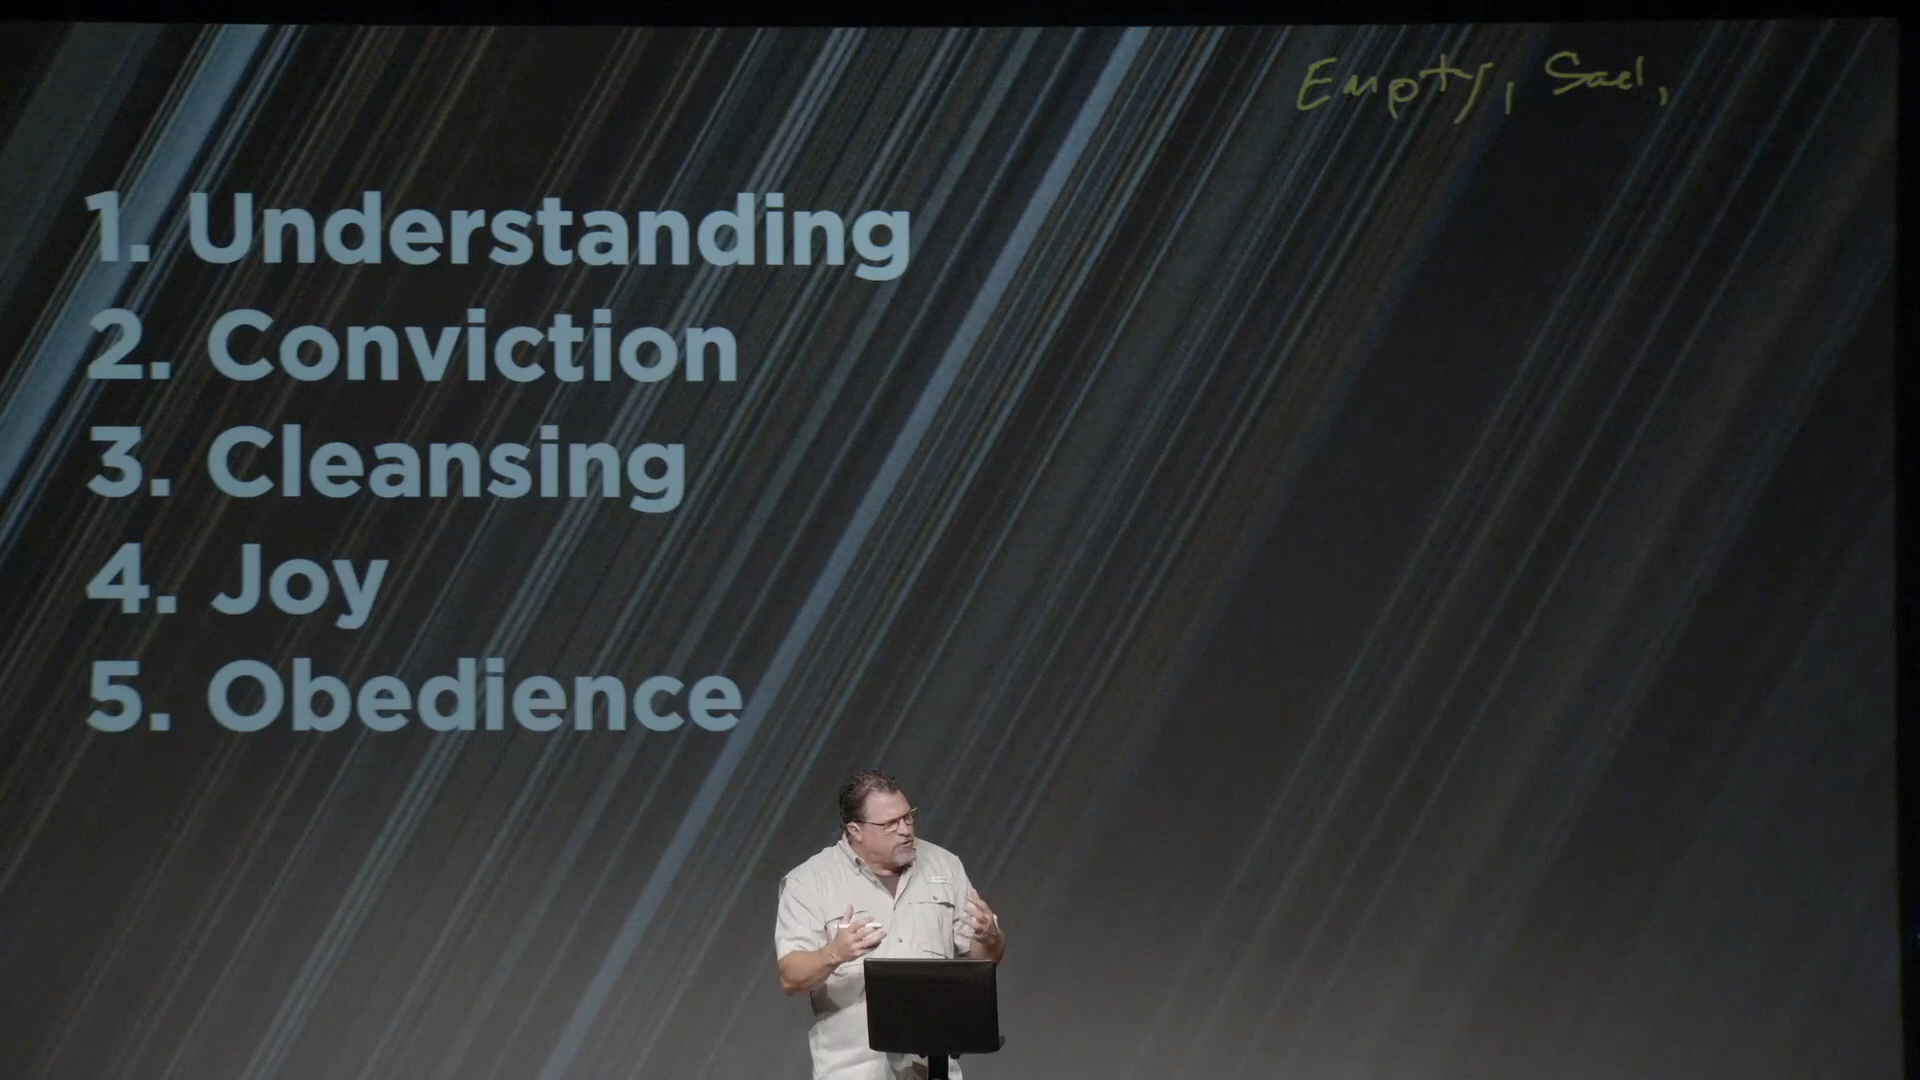 Empty, Sad,
1. Understanding
2. Conviction
3. Cleansing
4. Joy
5. Obedience